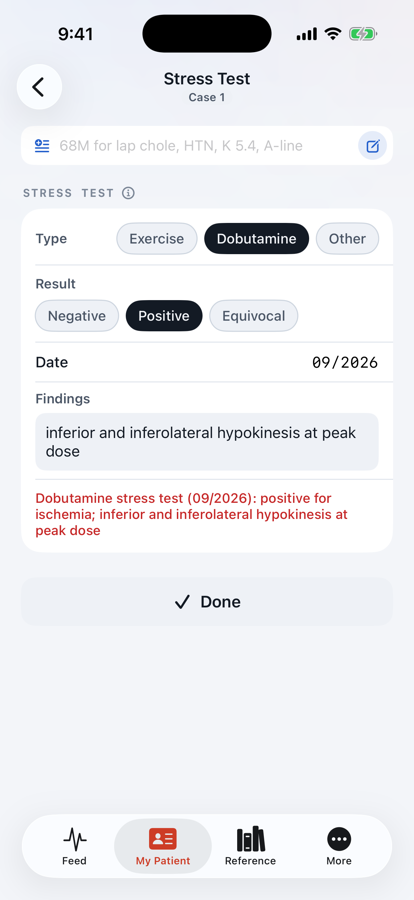 9:41
Stress Test
Case 1
68M for lap chole, HTN, K 5.4, A-line
STRESS TEST
Type
Exercise
Dobutamine
Other
Result
Negative
Positive
Equivocal
Date
09/2026
Findings
inferior and inferolateral hypokinesis at peak
dose
Dobutamine stress test (09/2026): positive for
ischemia; inferior and inferolateral hypokinesis at
peak dose
Done
Feed
My Patient
Reference
More